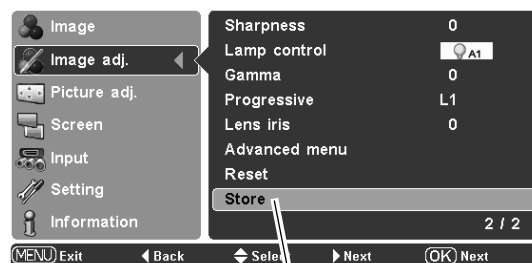 Image
Image adj.
Picture adj.
Screen
Input
Setting
Information
Sharpness 0
Lamp control A1
Gamma 0
Progressive L1
Lens iris 0
Advanced menu
Reset
Store
2 / 2
MENU Exit Back Select Next OK Next